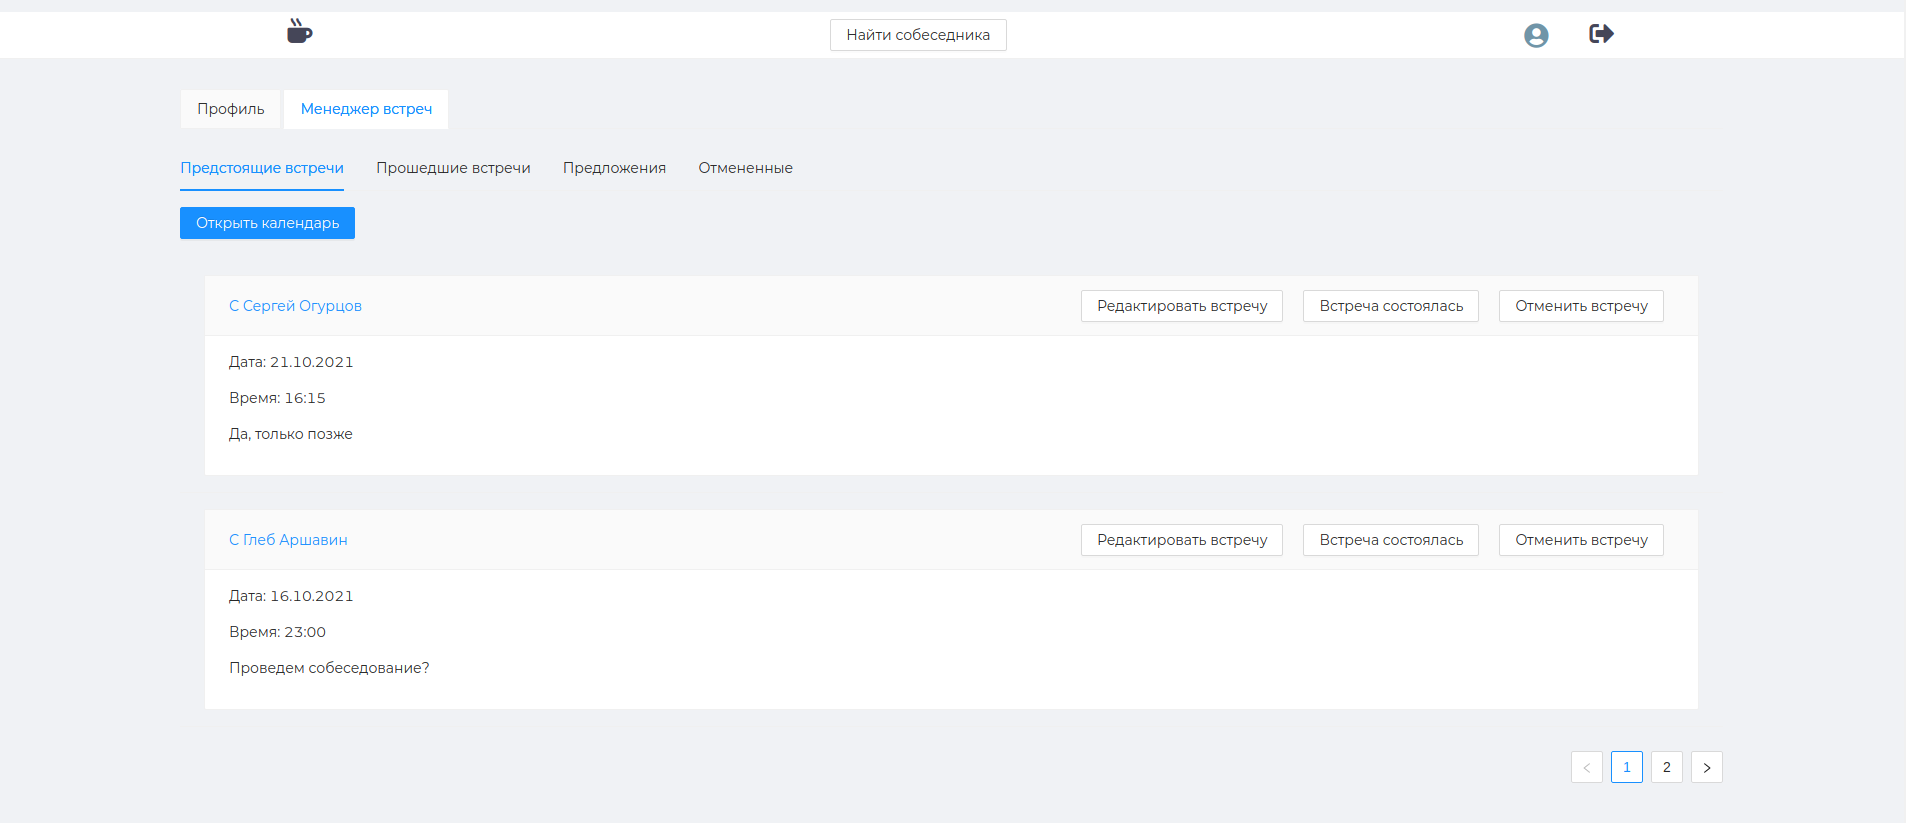 Найти собеседника
Профиль Менеджер встреч
Предстоящие встречи Прошедшие встречи Предложения Отмененные
Открыть календарь
С Сергей Огурцов Редактировать встречу Встреча состоялась Отменить встречу
Дата: 21.10.2021
Время: 16:15
Да, только позже
С Глеб Аршавин Редактировать встречу Встреча состоялась Отменить встречу
Дата: 16.10.2021
Время: 23:00
Проведем собеседование?
< 1 2 >